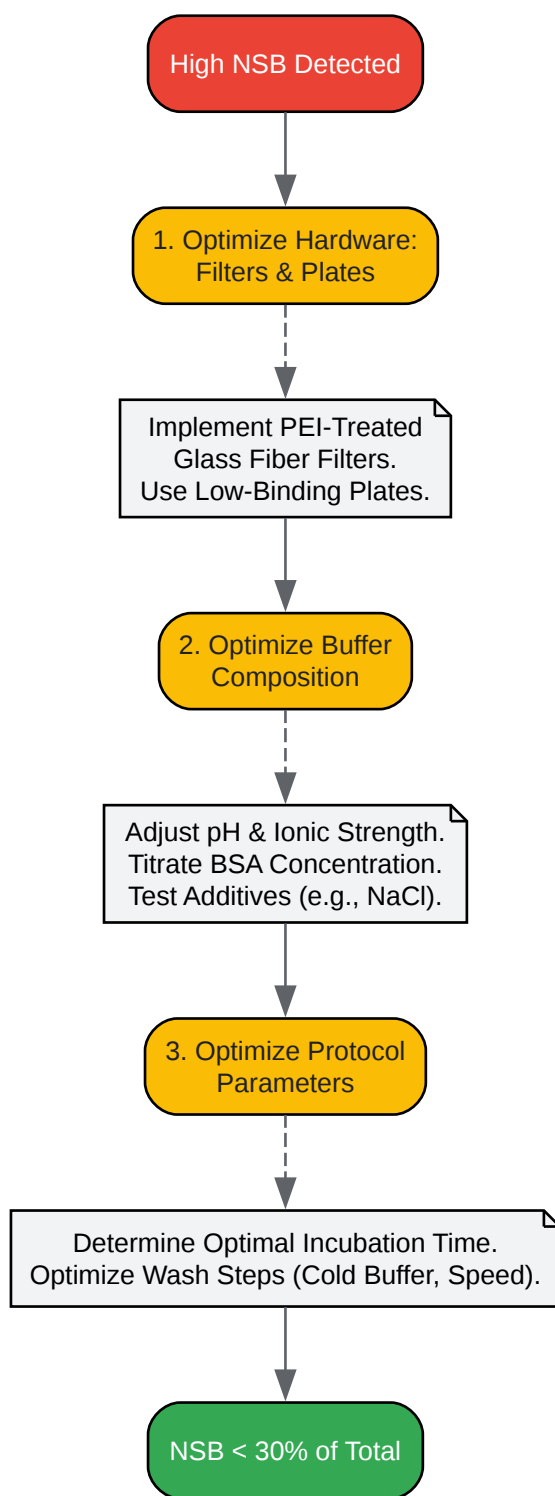 High NSB Detected
1. Optimize Hardware:
Filters & Plates
Implement PEI-Treated
Glass Fiber Filters.
Use Low-Binding Plates.
2. Optimize Buffer
Composition
Adjust pH & Ionic Strength.
Titrate BSA Concentration.
Test Additives (e.g., NaCl).
3. Optimize Protocol
Parameters
Determine Optimal Incubation Time.
Optimize Wash Steps (Cold Buffer, Speed).
NSB < 30% of Total